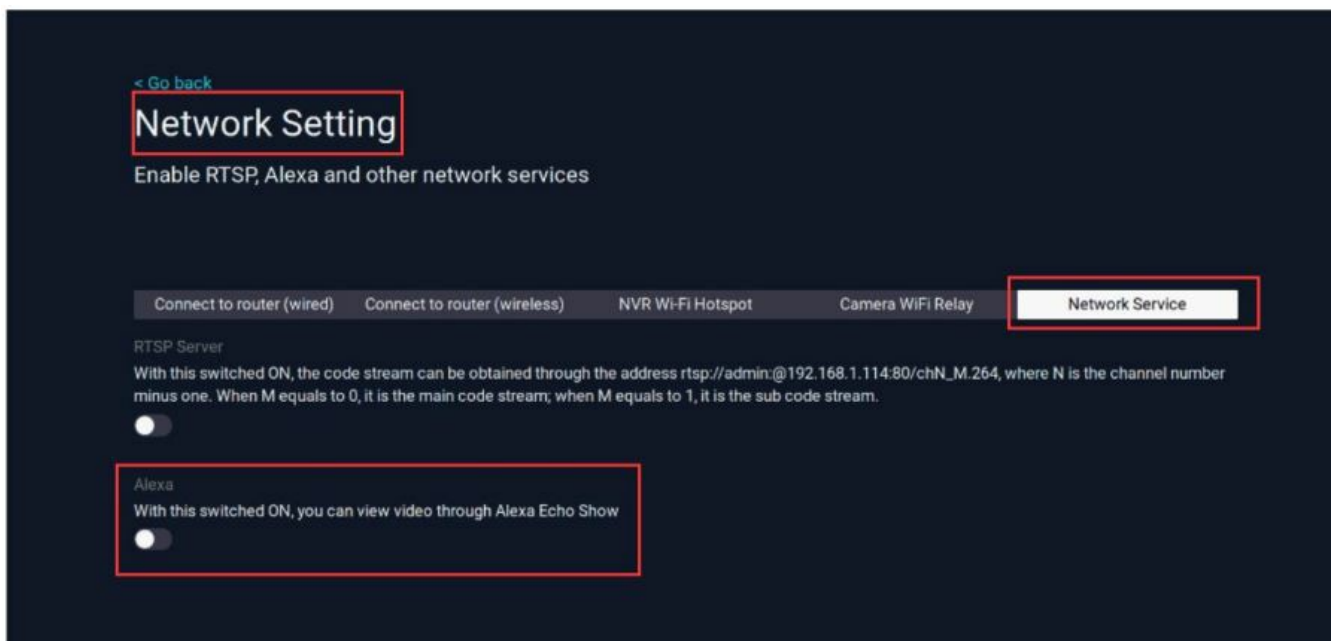 < Go back
Network Setting
Enable RTSP, Alexa and other network services
Connect to router (wired) Connect to router (wireless) NVR Wi-Fi Hotspot Camera WiFi Relay Network Service
RTSP Server
With this switched ON, the code stream can be obtained through the address rtsp://admin:@192.168.1.114:80/chN_M.264, where N is the channel number
minus one. When M equals to 0, it is the main code stream; when M equals to 1, it is the sub code stream.
Alexa
With this switched ON, you can view video through Alexa Echo Show